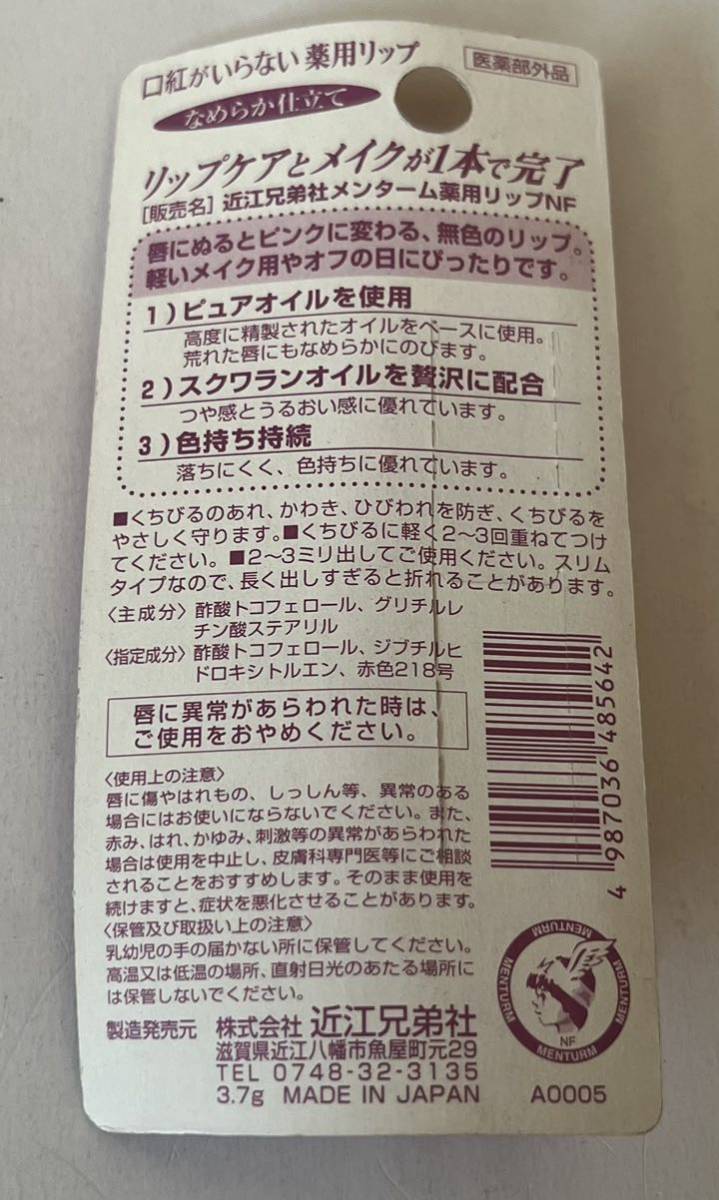 口紅がいらない薬用リップ
医薬部外品
なめらか仕立て
リップケアとメイクが1本で完了
[販売名] 近江兄弟社メンターム薬用リップNF
唇にぬるとピンクに変わる、無色のリップ。
軽いメイク用やオフの日にぴったりです。
1)ピュアオイルを使用
高度に精製されたオイルをベースに使用。
荒れた唇にもなめらかにのびます。
2)スクワランオイルを贅沢に配合
つや感とうるおい感に優れています。
3)色持ち持続
落ちにくく、色持ちに優れています。
■くちびるのあれ、かわき、ひびわれを防ぎ、くちびるを
やさしく守ります。■くちびるに軽く2〜3回重ねてつけ
てください。■2〜3ミリ出してご使用ください。スリム
タイプなので、長く出しすぎると折れることがあります。
〈主成分〉酢酸トコフェロール、グリチルレ
チン酸ステアリル
〈指定成分〉酢酸トコフェロール、ジブチルヒ
ドロキシトルエン、赤色218号
唇に異常があらわれた時は、
ご使用をおやめください。
〈使用上の注意〉
唇に傷やはれもの、しっしん等、異常のある
場合にはお使いにならないでください。また、
赤み、はれ、かゆみ、刺激等の異常があらわれた
場合は使用を中止し、皮膚科専門医等にご相談
されることをおすすめします。そのまま使用を
続けますと、症状を悪化させることがあります。
〈保管及び取扱い上の注意〉
乳幼児の手の届かない所に保管してください。
高温又は低温の場所、直射日光のあたる場所に
は保管しないでください。
4 987036 485642
MENTURM
MENTURM
MENTURM
MENTURM
NF
製造発売元 株式会社 近江兄弟社
滋賀県近江八幡市魚屋町元29
TEL 0748-32-3135
3.7g MADE IN JAPAN
A0005